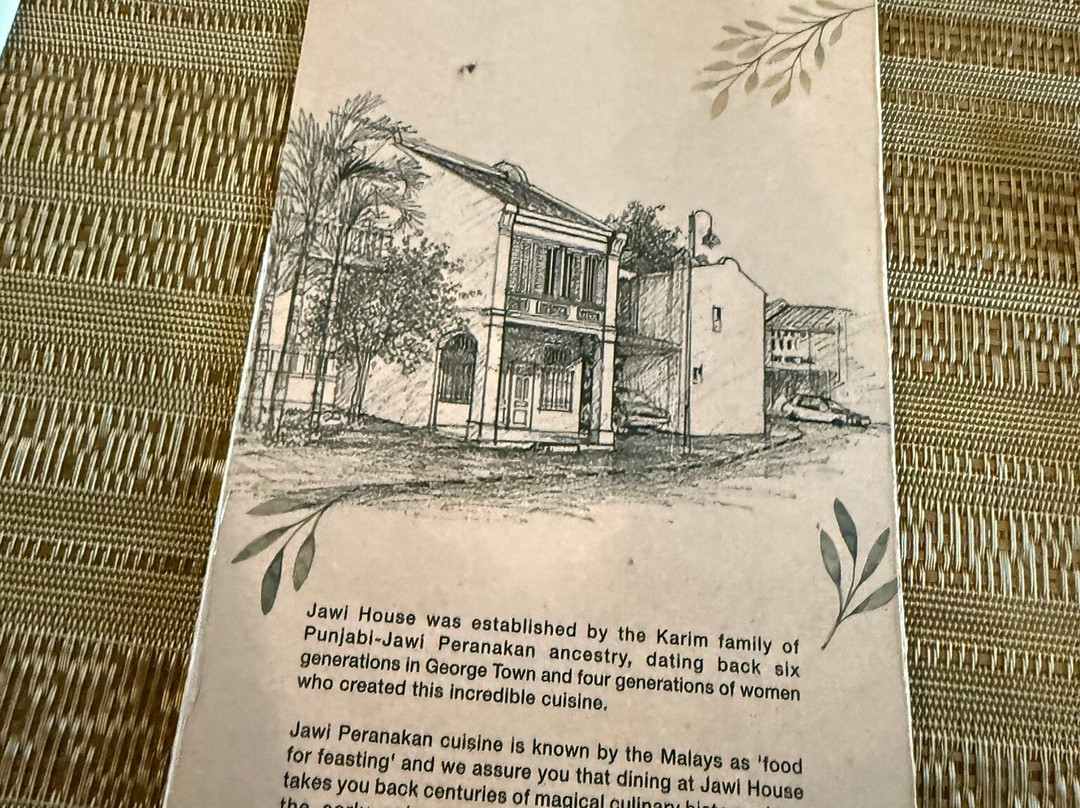 Jawi House was established by the Karim family of
Punjabi-Jawi Peranakan ancestry, dating back six
generations in George Town and four generations of women
who created this incredible cuisine.
Jawi Peranakan cuisine is known by the Malays as 'food
for feasting' and we assure you that dining at Jawi House
takes you back centuries of magical culinary
the early